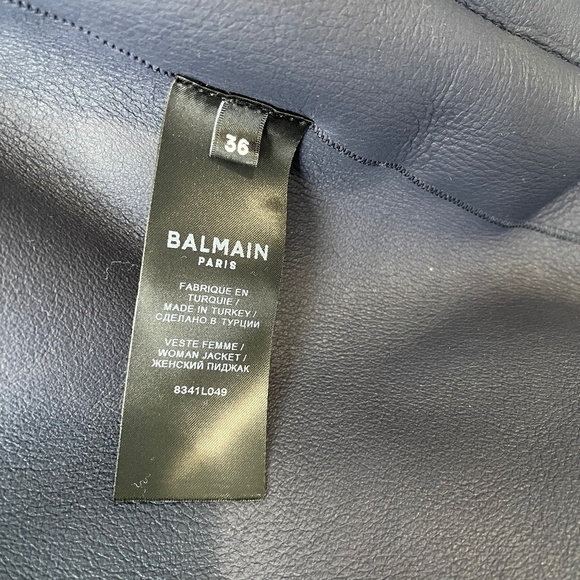 36
BALMAIN
PARIS
FABRIQUE EN
TURQUIE /
MADE IN TURKEY /
СДЕЛАНО В ТУРЦИИ
VESTE FEMME /
WOMAN JACKET /
ЖЕНСКИЙ ПИДЖАК
8341L049